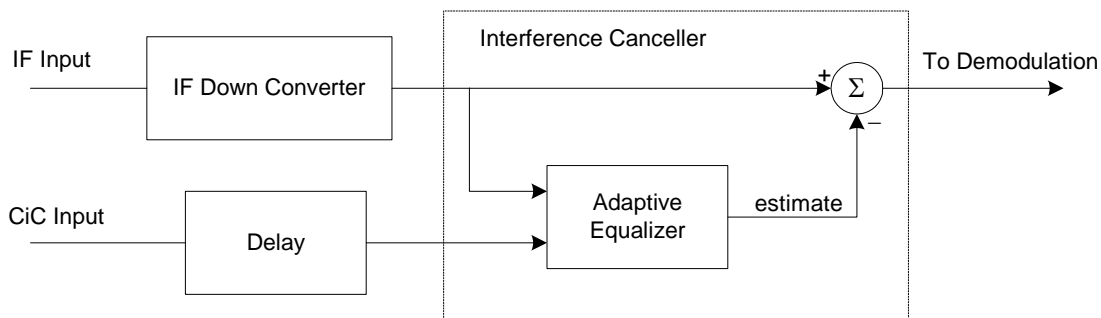 Interference Canceller
IF Input
IF Down Converter
+
Σ
To Demodulation
−
CiC Input
Delay
Adaptive
Equalizer
estimate